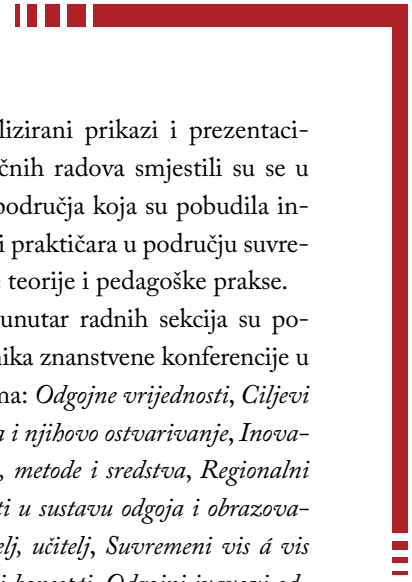 lizirani prikazi i prezentaci-
čnih radova smjestili su se u
područja koja su pobudila in-
i praktičara u području suvre-
teorije i pedagoške prakse.
unutar radnih sekcija su po-
nika znanstvene konferencije u
ma: Odgojne vrijednosti, Ciljevi
a i njihovo ostvarivanje, Inova-
, metode i sredstva, Regionalni
ti u sustavu odgoja i obrazova-
elj, učitelj, Suvremeni vis á vis